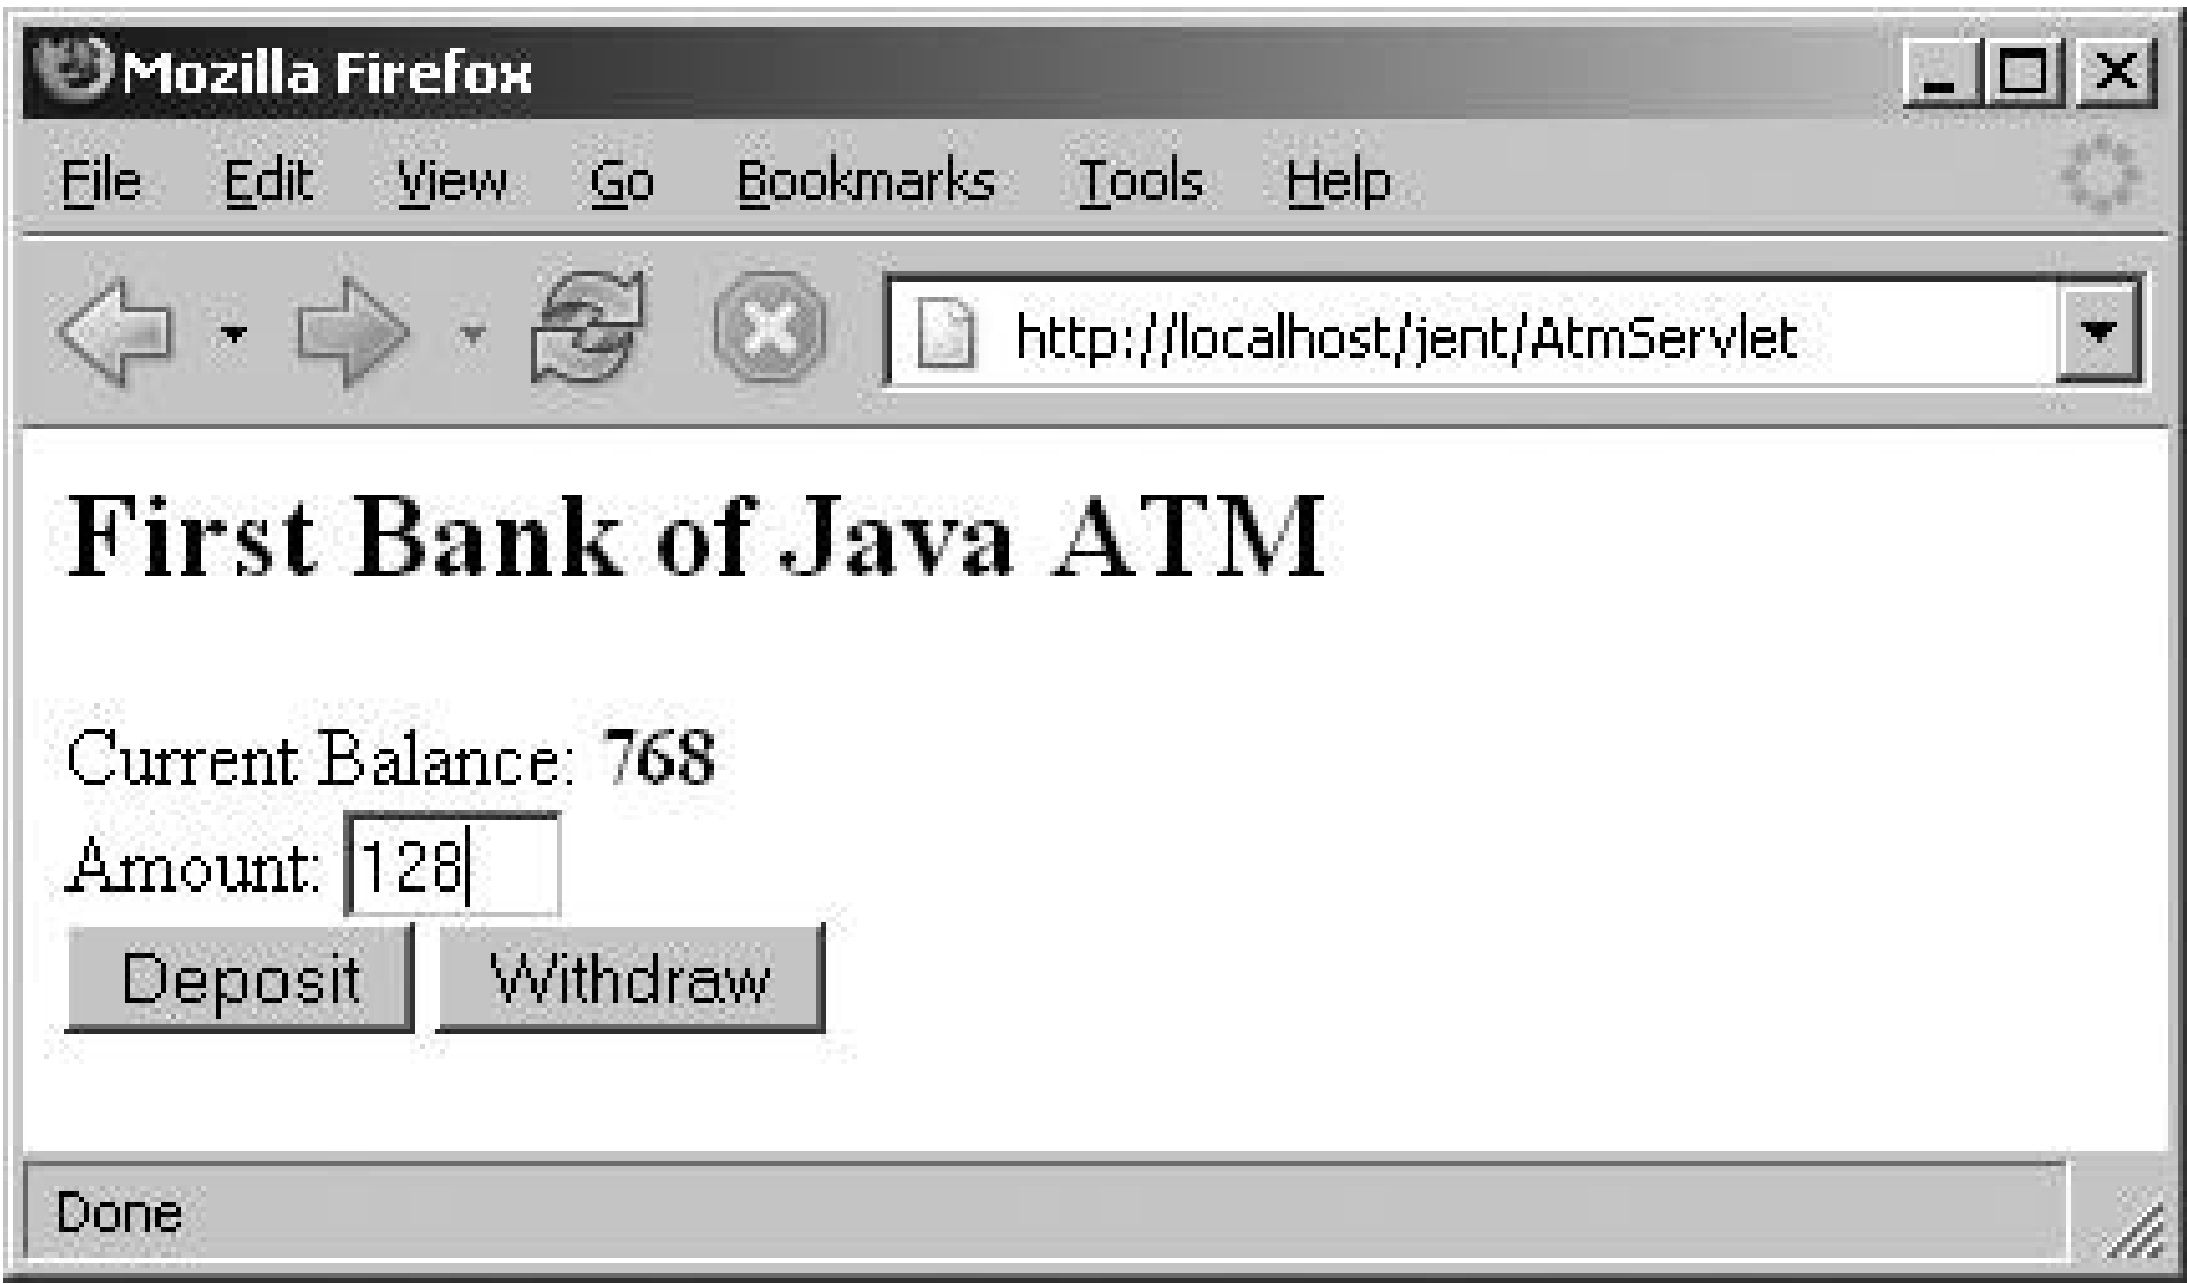 Mozilla Firefox
File Edit View Go Bookmarks Tools Help
http://localhost/jent/AtmServlet
First Bank of Java ATM
Current Balance: 768
Amount: 128
Deposit Withdraw
Done